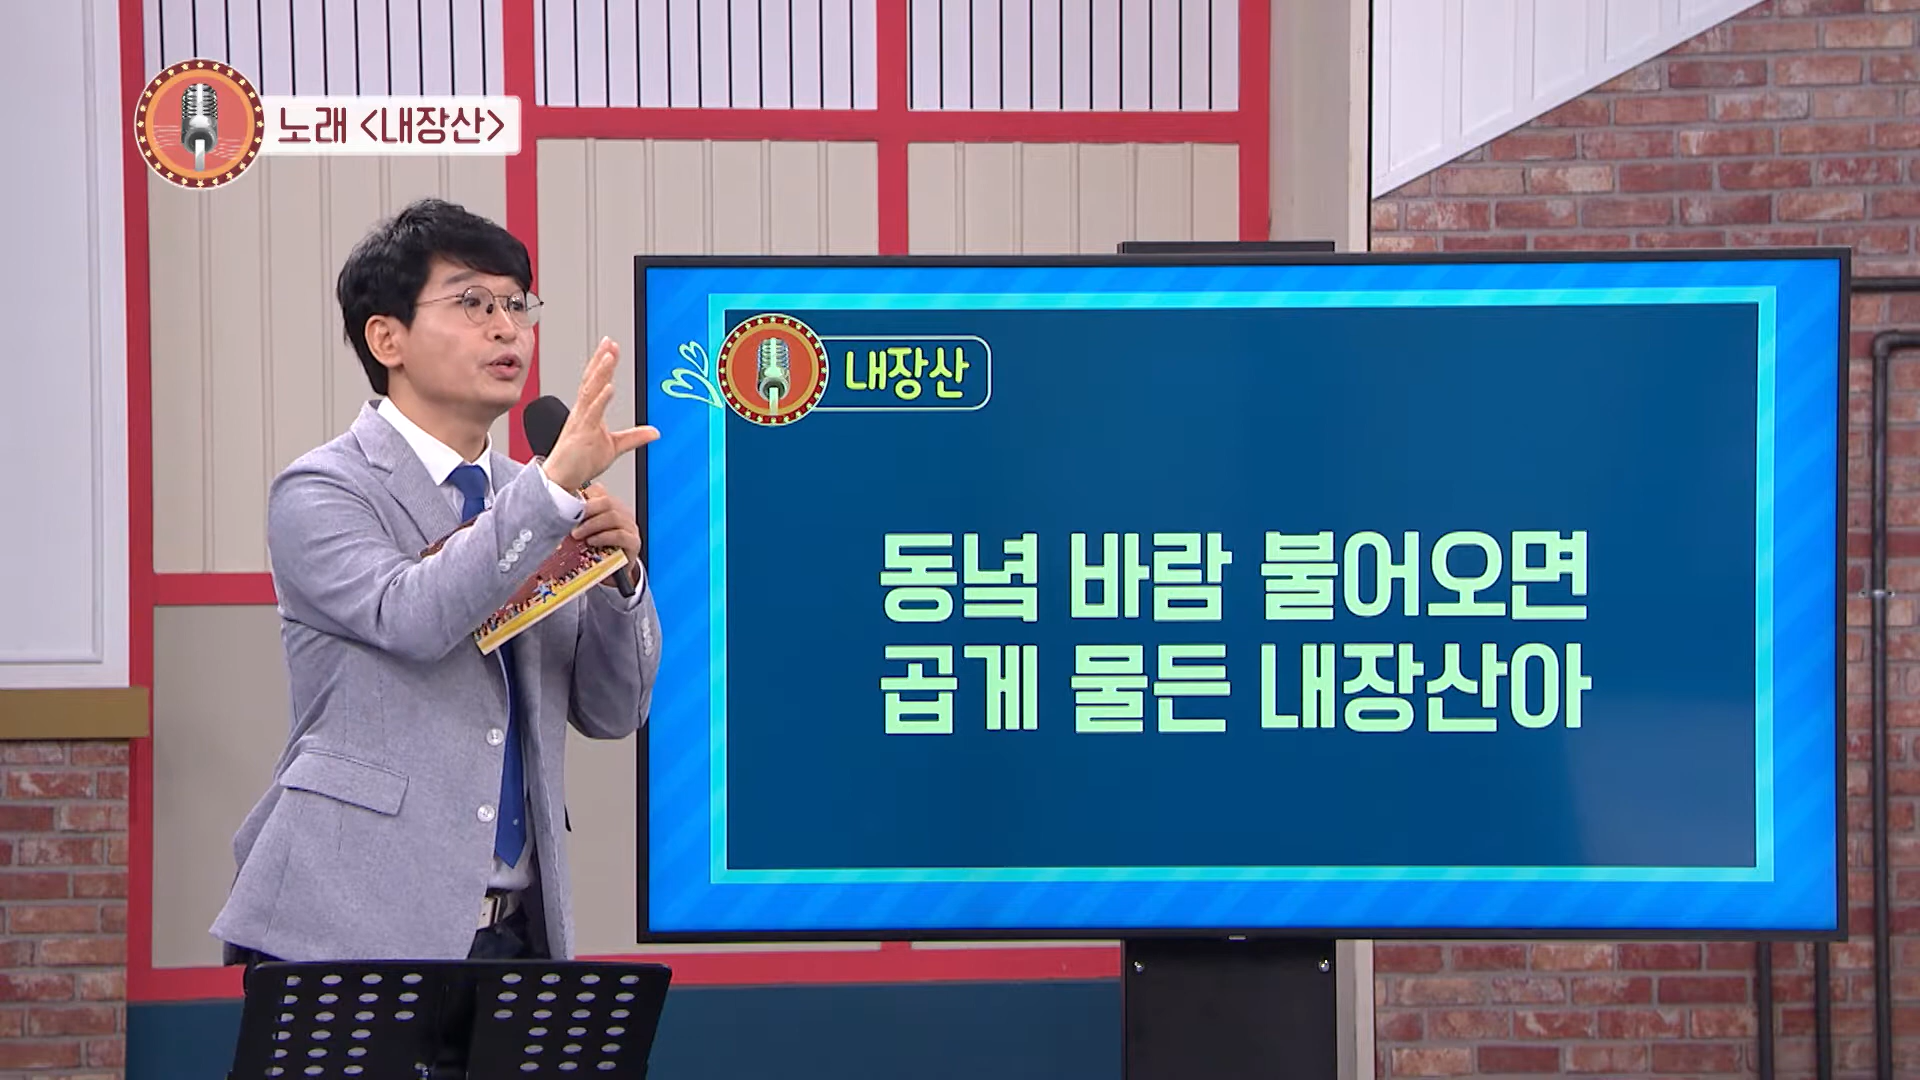 노래 <내장산>
내장산
동녘 바람 불어오면
곱게 물든 내장산아